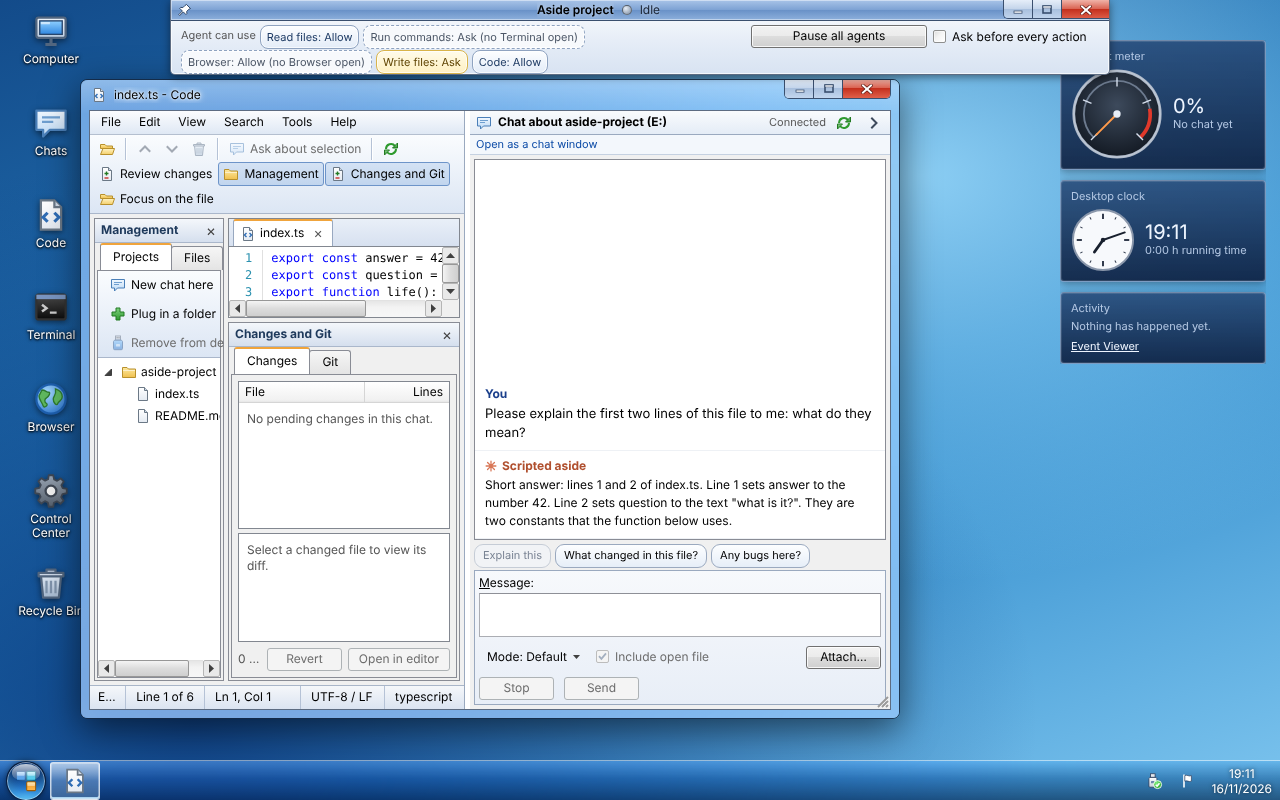 Aside project Idle
Agent can use Read files: Allow Run commands: Ask (no Terminal open)
Browser: Allow (no Browser open) Write files: Ask Code: Allow
Pause all agents Ask before every action
Computer
Chats
Code
Terminal
Browser
Control
Center
Recycle Bin
index.ts - Code
File Edit View Search Tools Help
Ask about selection
Review changes Management Changes and Git
Focus on the file
Management
Projects Files
New chat here
Plug in a folder
Remove from de
aside-project
index.ts
README.m
index.ts
1 export const answer = 42
2 export const question =
3 export function life():
Changes and Git
Changes Git
File Lines
No pending changes in this chat.
Select a changed file to view its
diff.
0 ... Revert Open in editor
E... Line 1 of 6 Ln 1, Col 1 UTF-8 / LF typescript
Chat about aside-project (E:) Connected
Open as a chat window
You
Please explain the first two lines of this file to me: what do they
mean?
Scripted aside
Short answer: lines 1 and 2 of index.ts. Line 1 sets answer to the
number 42. Line 2 sets question to the text "what is it?". They are
two constants that the function below uses.
Explain this What changed in this file? Any bugs here?
Message:
Mode: Default Include open file Attach...
Stop Send
meter
0%
No chat yet
Desktop clock
19:11
0:00 h running time
Activity
Nothing has happened yet.
Event Viewer
19:11
16/11/2026